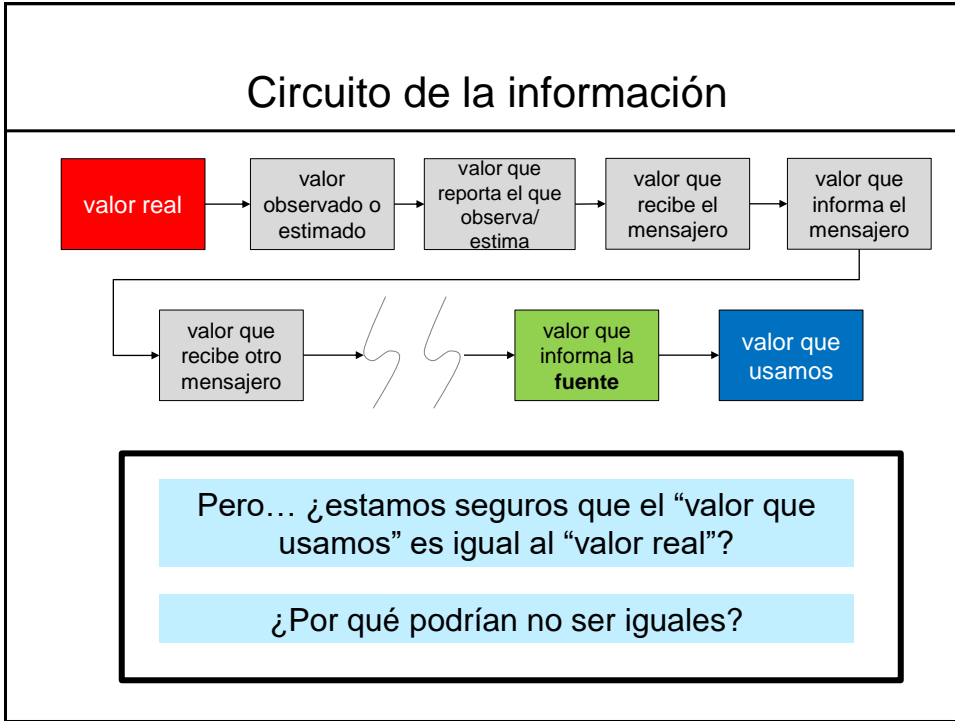 Circuito de la información
valor real
valor
observado o
estimado
valor que
reporta el que
observa/
estima
valor que
recibe el
mensajero
valor que
informa el
mensajero
valor que
recibe otro
mensajero
valor que
informa la
fuente
valor que
usamos
Pero… ¿estamos seguros que el “valor que
usamos” es igual al “valor real”?
¿Por qué podrían no ser iguales?